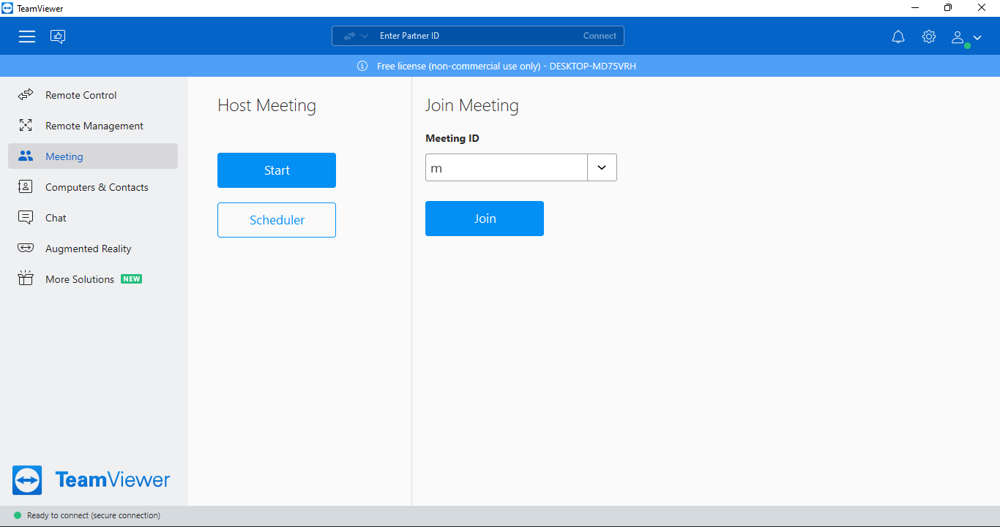 TeamViewer
Enter Partner ID
Connect
Free license (non-commercial use only) - DESKTOP-MD75VRH
Remote Control
Remote Management
Meeting
Computers & Contacts
Chat
Augmented Reality
More Solutions NEW
Host Meeting
Start
Scheduler
Join Meeting
Meeting ID
m
Join
TeamViewer
Ready to connect (secure connection)